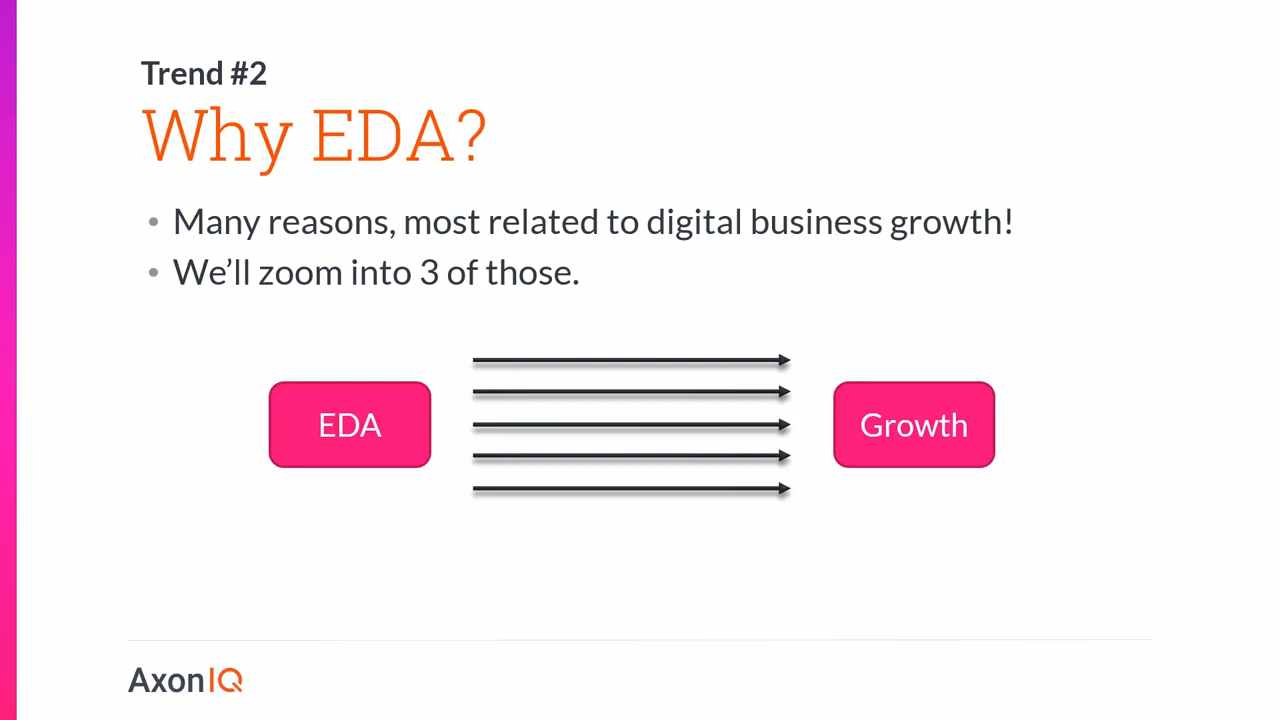 Trend #2
Why EDA?
• Many reasons, most related to digital business growth!
• We’ll zoom into 3 of those.
EDA
Growth
AxonIQ